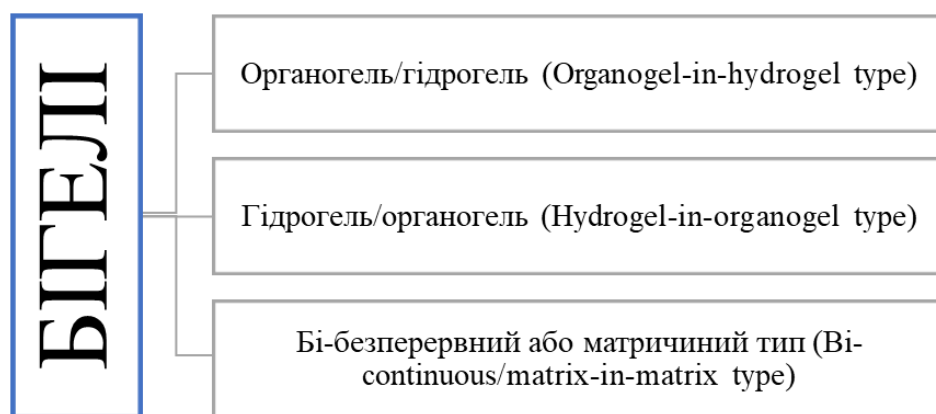 БІГЕЛІ
Органогель/гідрогель (Organogel-in-hydrogel type)
Гідрогель/органогель (Hydrogel-in-organogel type)
Бі-безперервний або матричиний тип (Bi-
continuous/matrix-in-matrix type)